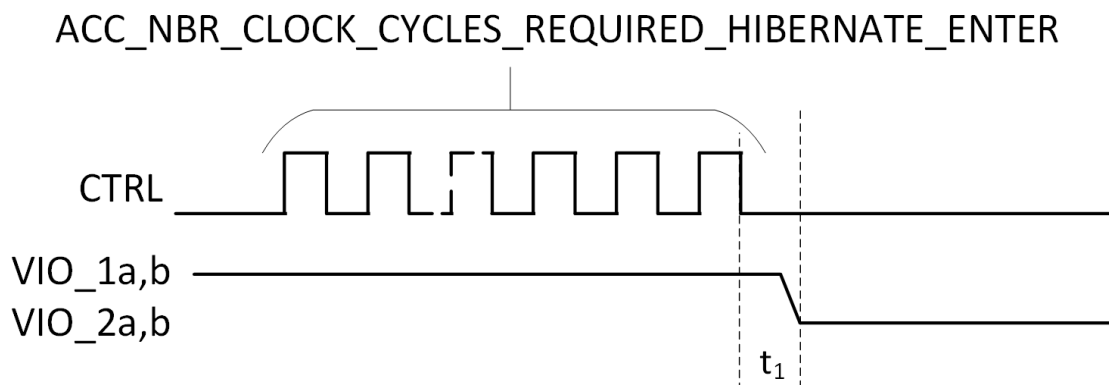 ACC_NBR_CLOCK_CYCLES_REQUIRED_HIBERNATE_ENTER
CTRL
VIO_1a,b
VIO_2a,b
t₁